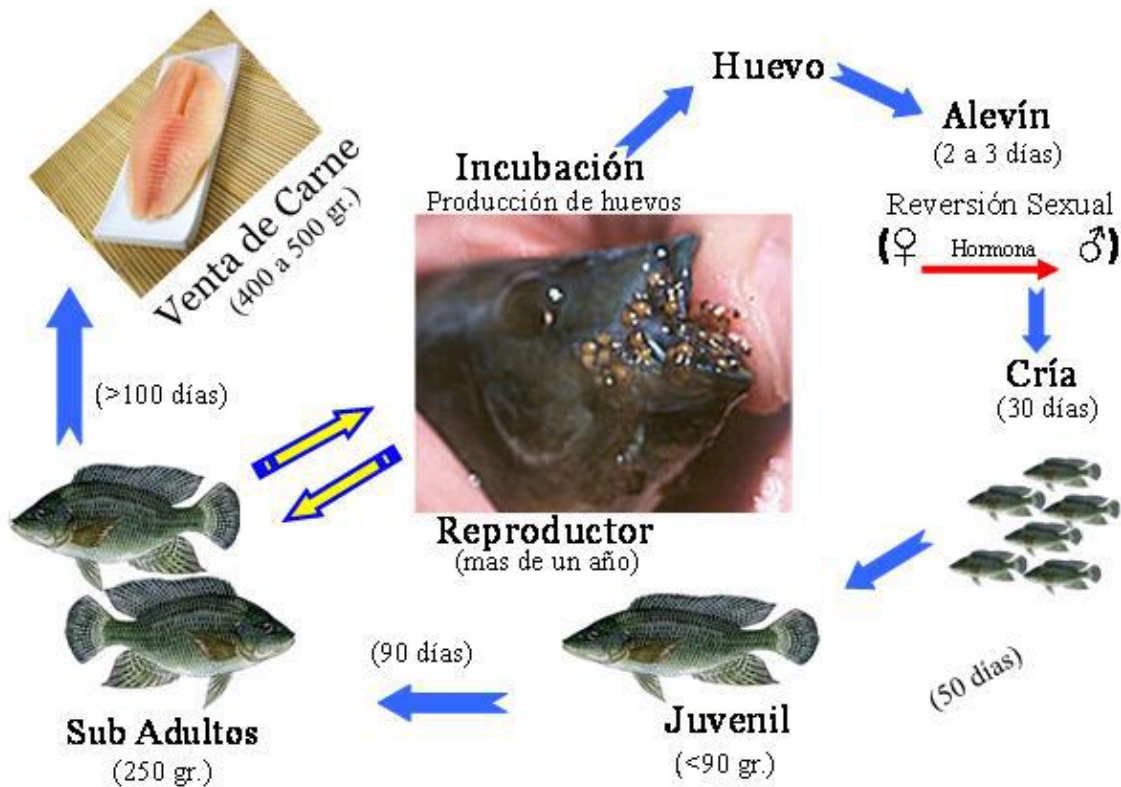 Huevo
Alevín
(2 a 3 días)
Incubación
Producción de huevos
Reversión Sexual
(♀ Hormona ♂)
Cría
(30 días)
Venta de Carne
(400 a 500 gr.)
(>100 días)
Reproductor
(mas de un año)
(50 días)
(90 días)
Juvenil
(<90 gr.)
Sub Adultos
(250 gr.)